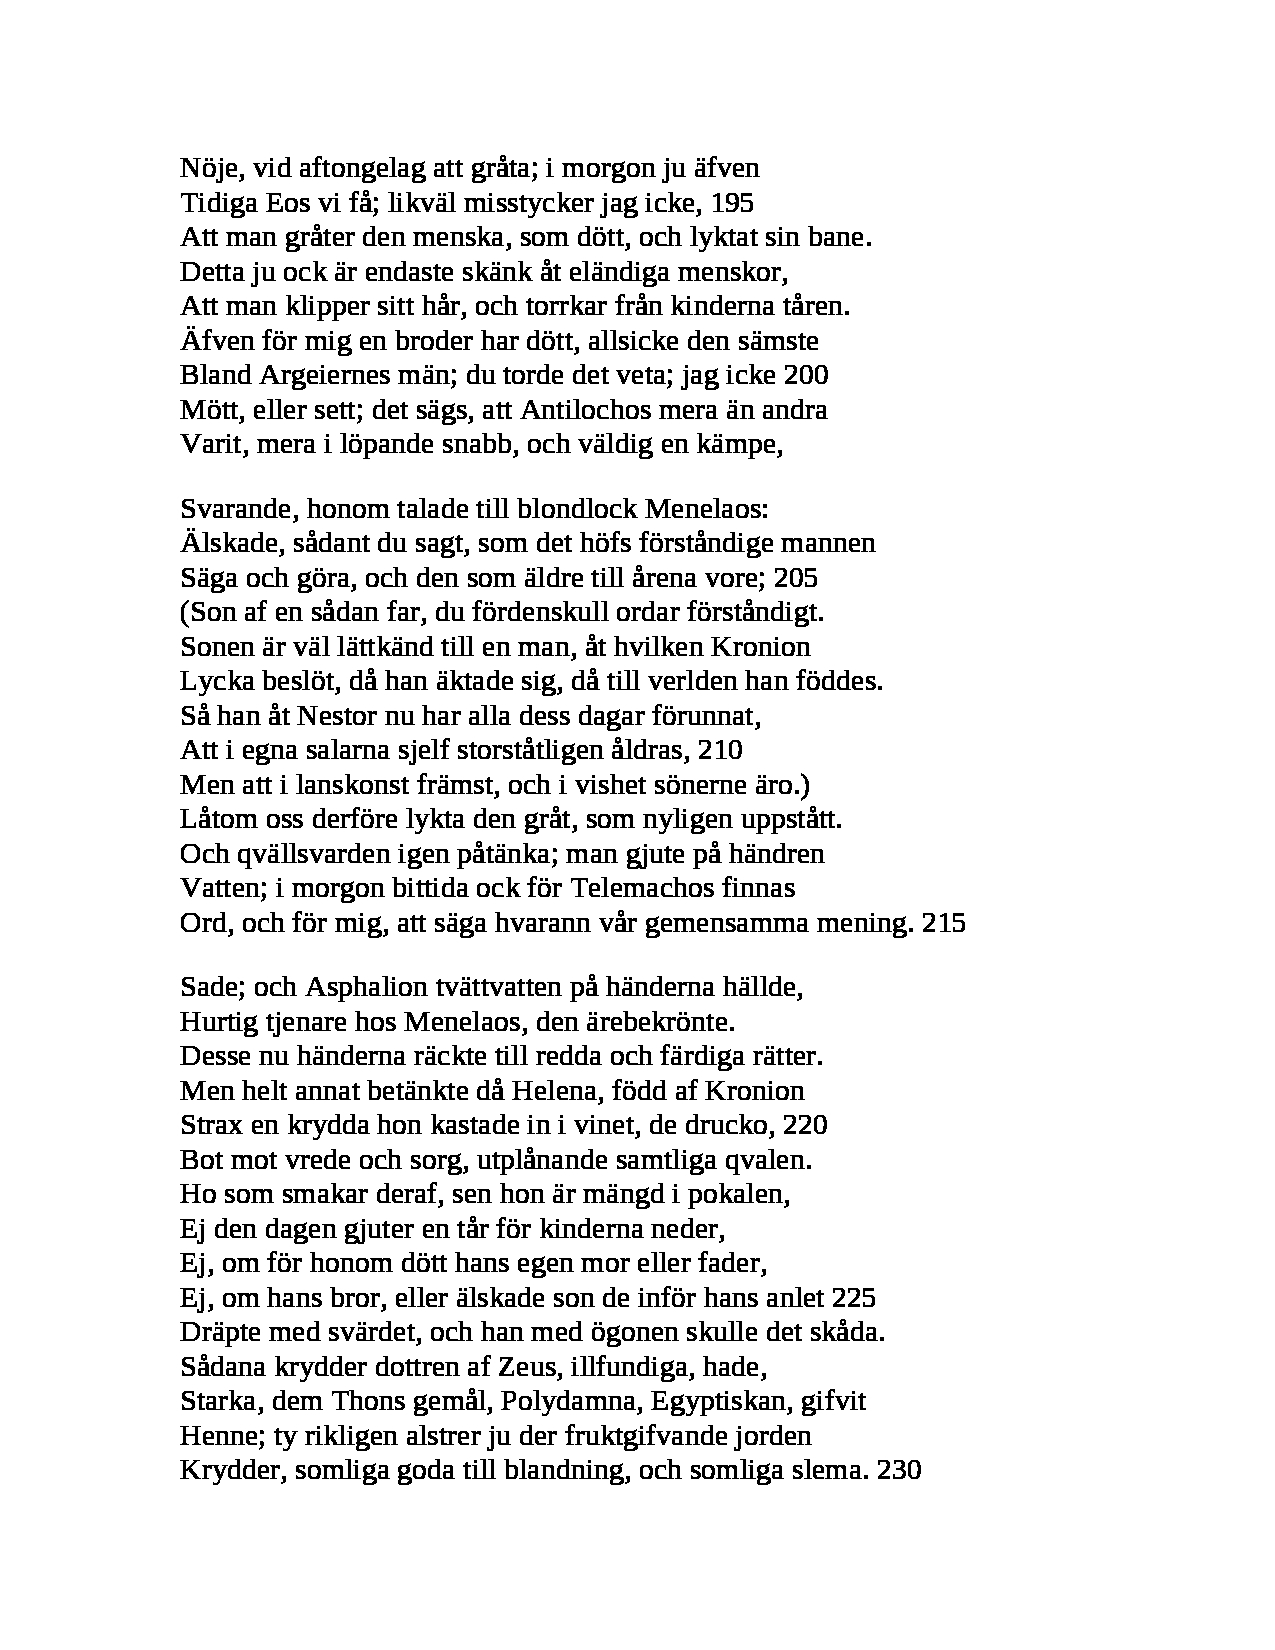 Nöje, vid aftongelag att gråta; i morgon ju äfven
Tidiga Eos vi få; likväl misstycker jag icke, 195
Att man gråter den menska, som dött, och lyktat sin bane.
Detta ju ock är endaste skänk åt eländiga menskor,
Att man klipper sitt hår, och torrkar från kinderna tåren.
Äfven för mig en broder har dött, allsicke den sämste
Bland Argeiernes män; du torde det veta; jag icke 200
Mött, eller sett; det sägs, att Antilochos mera än andra
Varit, mera i löpande snabb, och väldig en kämpe,

Svarande, honom talade till blondlock Menelaos:
Älskade, sådant du sagt, som det höfs förståndige mannen
Säga och göra, och den som äldre till årena vore; 205
(Son af en sådan far, du fördenskull ordar förståndigt.
Sonen är väl lättkänd till en man, åt hvilken Kronion
Lycka beslöt, då han äktade sig, då till verlden han föddes.
Så han åt Nestor nu har alla dess dagar förunnat,
Att i egna salarna sjelf storståtligen åldras, 210
Men att i lanskonst främst, och i vishet sönerne äro.)
Låtom oss derföre lykta den gråt, som nyligen uppstått.
Och qvällsvarden igen påtänka; man gjute på händren
Vatten; i morgon bittida ock för Telemachos finnas
Ord, och för mig, att säga hvarann vår gemensamma mening. 215

Sade; och Asphalion tvättvatten på händerna hällde,
Hurtig tjenare hos Menelaos, den ärebekrönte.
Desse nu händerna räckte till redda och färdiga rätter.
Men helt annat betänkte då Helena, född af Kronion
Strax en krydda hon kastade in i vinet, de drucko, 220
Bot mot vrede och sorg, utplånande samtliga qvalen.
Ho som smakar deraf, sen hon är mängd i pokalen,
Ej den dagen gjuter en tår för kinderna neder,
Ej, om för honom dött hans egen mor eller fader,
Ej, om hans bror, eller älskade son de inför hans anlet 225
Dräpte med svärdet, och han med ögonen skulle det skåda.
Sådana krydder dottren af Zeus, illfundiga, hade,
Starka, dem Thons gemål, Polydamna, Egyptiskan, gifvit
Henne; ty rikligen alstrer ju der fruktgifvande jorden
Krydder, somliga goda till blandning, och somliga slema. 230